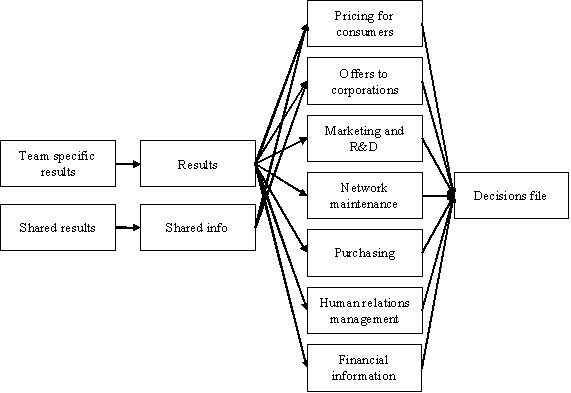 Pricing for
consumers
Offers to
corporations
Marketing and
R&D
Team specific
results
Results
Network
maintenance
Decisions file
Shared results
Shared info
Purchasing
Human relations
management
Financial
information